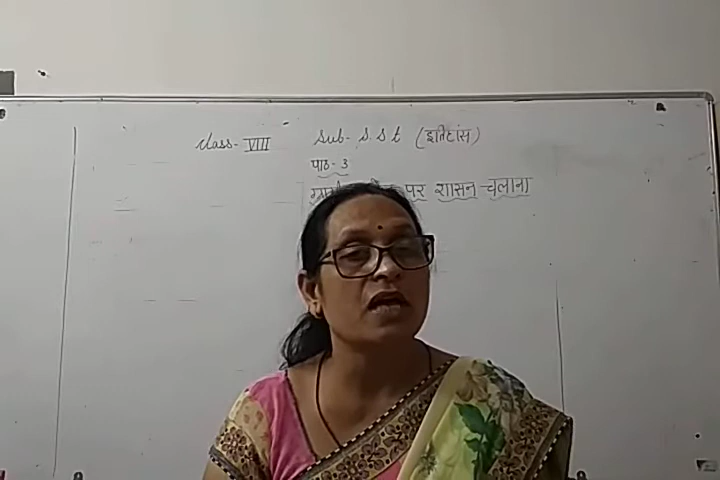 Class- VIII Sub- S.S.t (इतिहास)
पाठ- 3
पर शासन चलाना